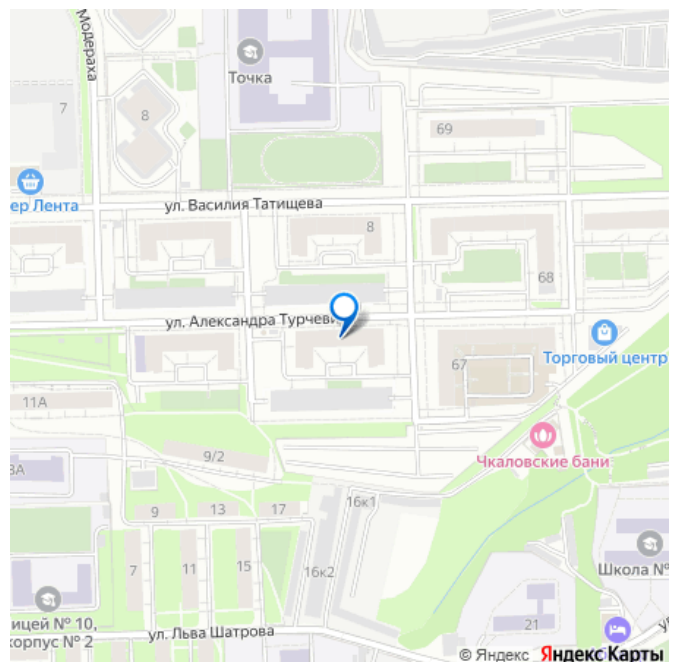 Модераха
Точка
7
8
69
ер Лента
ул. Василия Татищева
8
68
ул. Александра Турчеви
Торговый центр
67
11А
9/2
Чкаловские бани
3А
9
13
17
16к1
7
11
15
16к2
Школа №
ицей № 10,
корпус № 2
ул. Льва Шатрова
21
© Яндекс Яндекс Карты